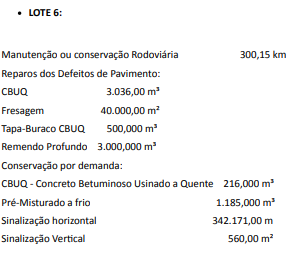 • LOTE 6:
Manutenção ou conservação Rodoviária 300,15 km
Reparos dos Defeitos de Pavimento:
CBUQ 3.036,00 m³
Fresagem 40.000,00 m²
Tapa-Buraco CBUQ 500,000 m³
Remendo Profundo 3.000,000 m³
Conservação por demanda:
CBUQ - Concreto Betuminoso Usinado a Quente 216,000 m³
Pré-Misturado a frio 1.185,000 m³
Sinalização horizontal 342.171,00 m
Sinalização Vertical 560,00 m²